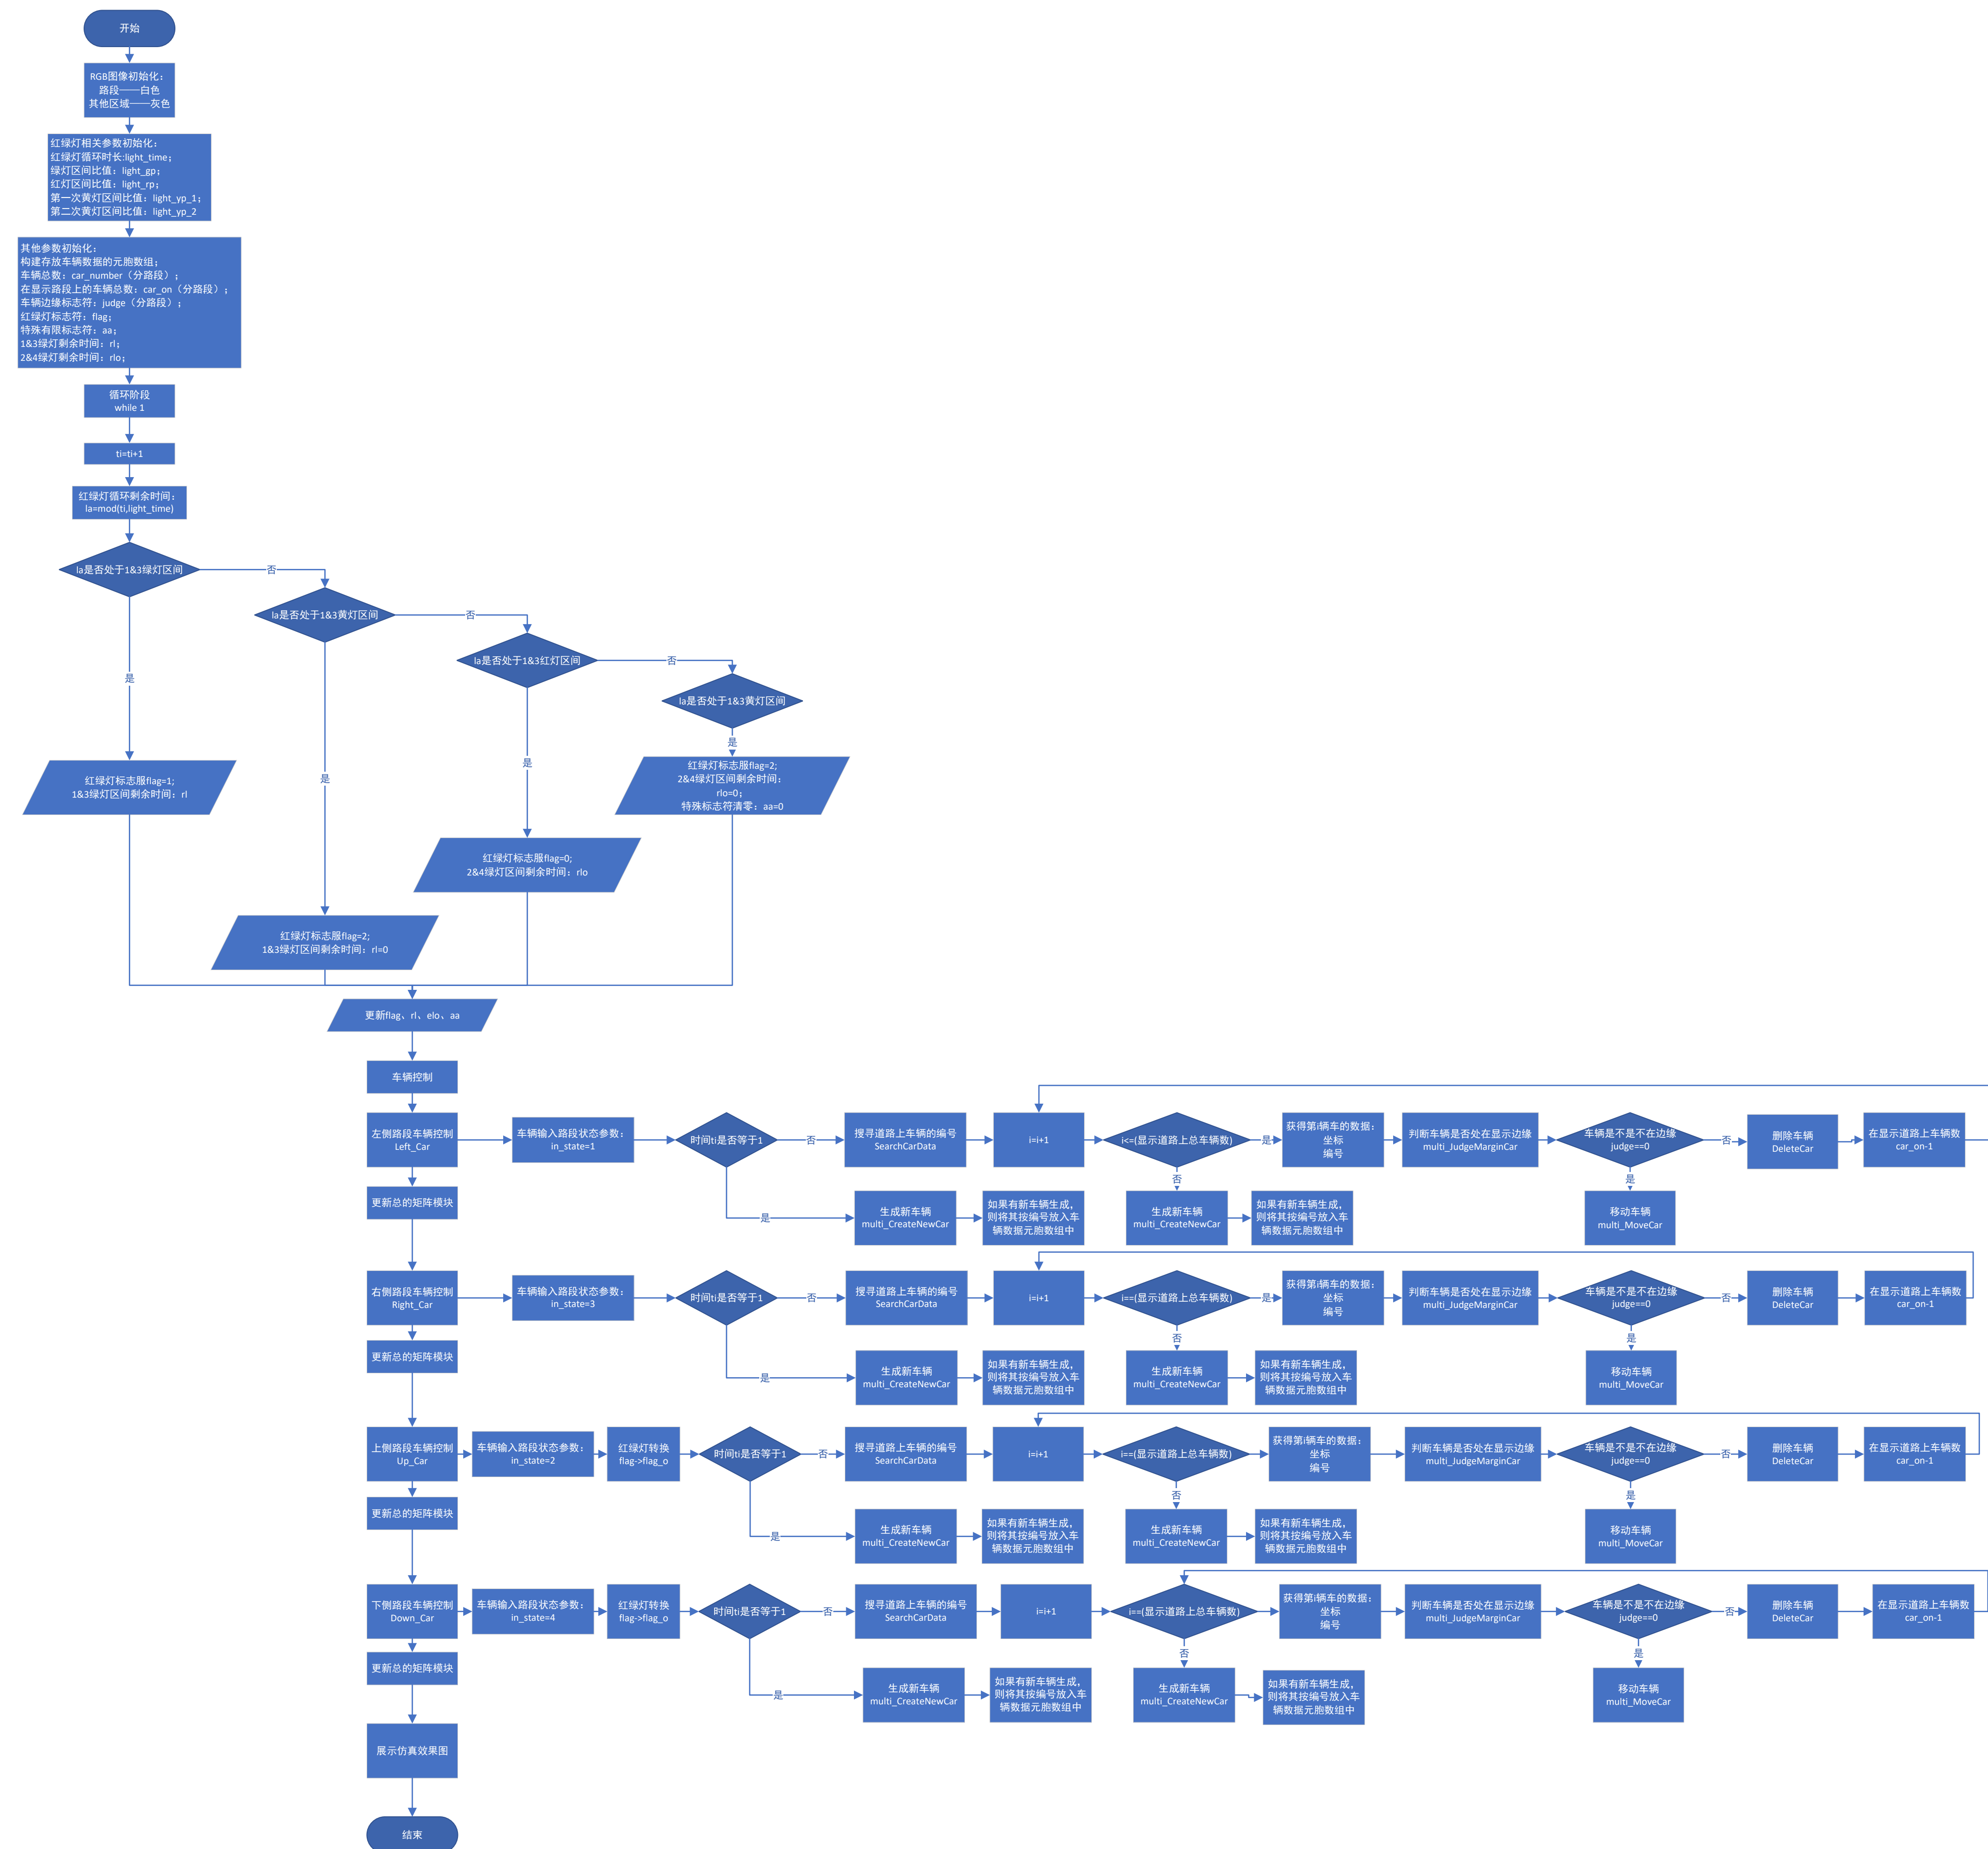 开始
RGB图像初始化：
路段——白色
其他区域——灰色
红绿灯相关参数初始化：
红绿灯循环时长:light_time；
绿灯区间比值：light_gp；
红灯区间比值：light_rp；
第一次黄灯区间比值：light_yp_1；
第二次黄灯区间比值：light_yp_2
其他参数初始化：
构建存放车辆数据的元胞数组；
车辆总数：car_number（分路段）；
在显示路段上的车辆总数：car_on（分路段）；
车辆边缘标志符：judge（分路段）；
红绿灯标志符：flag；
特殊有限标志符：aa；
1&3绿灯剩余时间：rl；
2&4绿灯剩余时间：rlo；
循环阶段
while 1
ti=ti+1
红绿灯循环剩余时间：
la=mod(ti,light_time)
la是否处于1&3绿灯区间
否
la是否处于1&3黄灯区间
否
la是否处于1&3红灯区间
否
la是否处于1&3黄灯区间
是
是
是
是
红绿灯标志服flag=1;
1&3绿灯区间剩余时间：rl
红绿灯标志服flag=2;
2&4绿灯区间剩余时间：
rlo=0；
特殊标志符清零：aa=0
红绿灯标志服flag=0;
2&4绿灯区间剩余时间：rlo
红绿灯标志服flag=2;
1&3绿灯区间剩余时间：rl=0
更新flag、rl、elo、aa
车辆控制
左侧路段车辆控制
Left_Car
车辆输入路段状态参数：
in_state=1
时间ti是否等于1
否
搜寻道路上车辆的编号
SearchCarData
i=i+1
i<=(显示道路上总车辆数)
是
获得第i辆车的数据：
坐标
编号
判断车辆是否处在显示边缘
multi_JudgeMarginCar
车辆是不是不在边缘
judge==0
否
删除车辆
DeleteCar
在显示道路上车辆数
car_on-1
更新总的矩阵模块
是
生成新车辆
multi_CreateNewCar
如果有新车辆生成，
则将其按编号放入车
辆数据元胞数组中
否
生成新车辆
multi_CreateNewCar
如果有新车辆生成，
则将其按编号放入车
辆数据元胞数组中
是
移动车辆
multi_MoveCar
右侧路段车辆控制
Right_Car
车辆输入路段状态参数：
in_state=3
时间ti是否等于1
否
搜寻道路上车辆的编号
SearchCarData
i=i+1
i==(显示道路上总车辆数)
是
获得第i辆车的数据：
坐标
编号
判断车辆是否处在显示边缘
multi_JudgeMarginCar
车辆是不是不在边缘
judge==0
否
删除车辆
DeleteCar
在显示道路上车辆数
car_on-1
更新总的矩阵模块
是
生成新车辆
multi_CreateNewCar
如果有新车辆生成，
则将其按编号放入车
辆数据元胞数组中
否
生成新车辆
multi_CreateNewCar
如果有新车辆生成，
则将其按编号放入车
辆数据元胞数组中
是
移动车辆
multi_MoveCar
上侧路段车辆控制
Up_Car
车辆输入路段状态参数：
in_state=2
红绿灯转换
flag->flag_o
时间ti是否等于1
否
搜寻道路上车辆的编号
SearchCarData
i=i+1
i==(显示道路上总车辆数)
获得第i辆车的数据：
坐标
编号
判断车辆是否处在显示边缘
multi_JudgeMarginCar
车辆是不是不在边缘
judge==0
否
删除车辆
DeleteCar
在显示道路上车辆数
car_on-1
更新总的矩阵模块
是
生成新车辆
multi_CreateNewCar
如果有新车辆生成，
则将其按编号放入车
辆数据元胞数组中
否
生成新车辆
multi_CreateNewCar
如果有新车辆生成，
则将其按编号放入车
辆数据元胞数组中
是
移动车辆
multi_MoveCar
下侧路段车辆控制
Down_Car
车辆输入路段状态参数：
in_state=4
红绿灯转换
flag->flag_o
时间ti是否等于1
否
搜寻道路上车辆的编号
SearchCarData
i=i+1
i==(显示道路上总车辆数)
获得第i辆车的数据：
坐标
编号
判断车辆是否处在显示边缘
multi_JudgeMarginCar
车辆是不是不在边缘
judge==0
否
删除车辆
DeleteCar
在显示道路上车辆数
car_on-1
更新总的矩阵模块
是
生成新车辆
multi_CreateNewCar
如果有新车辆生成，
则将其按编号放入车
辆数据元胞数组中
否
生成新车辆
multi_CreateNewCar
如果有新车辆生成，
则将其按编号放入车
辆数据元胞数组中
是
移动车辆
multi_MoveCar
展示仿真效果图
结束